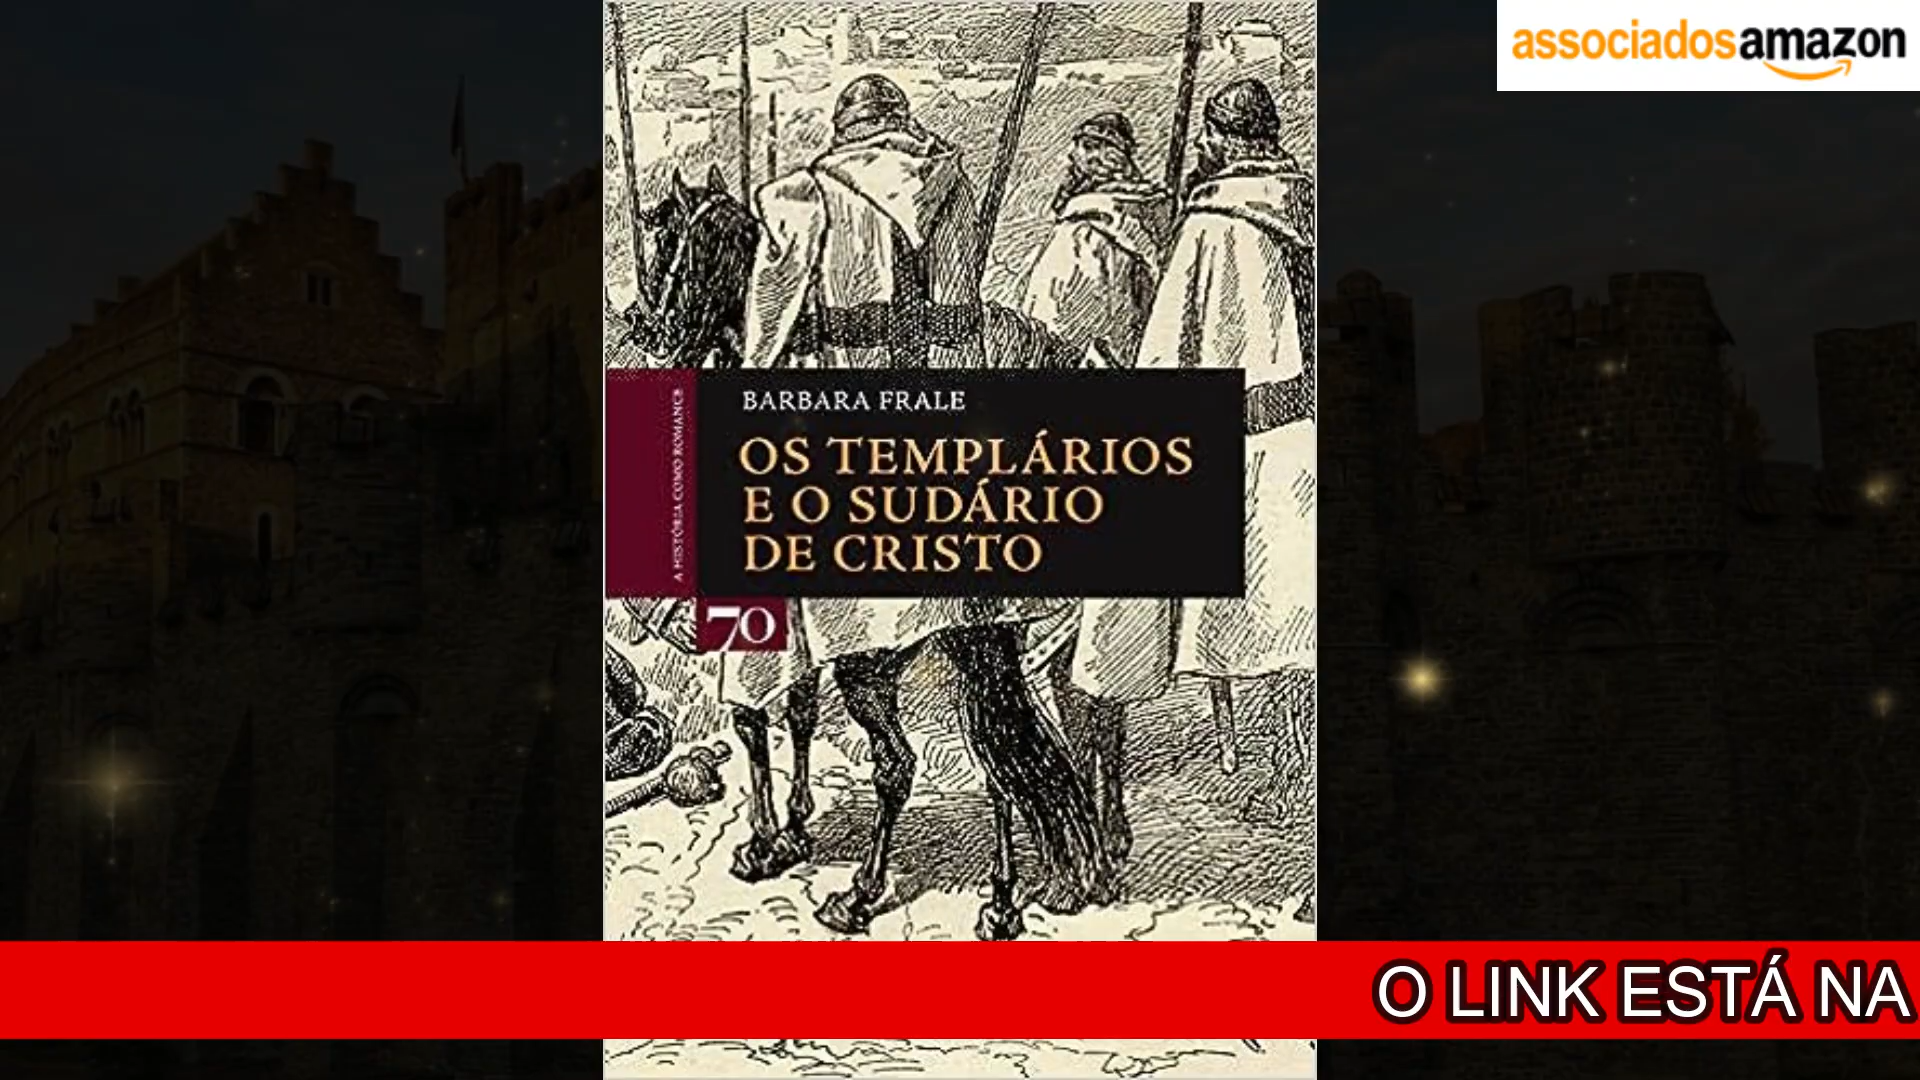 associadosamazon
BARBARA FRALE
OS TEMPLÁRIOS
E O SUDÁRIO
DE CRISTO
A HISTÓRIA COMO ROMANCE
70
O LINK ESTÁ NA